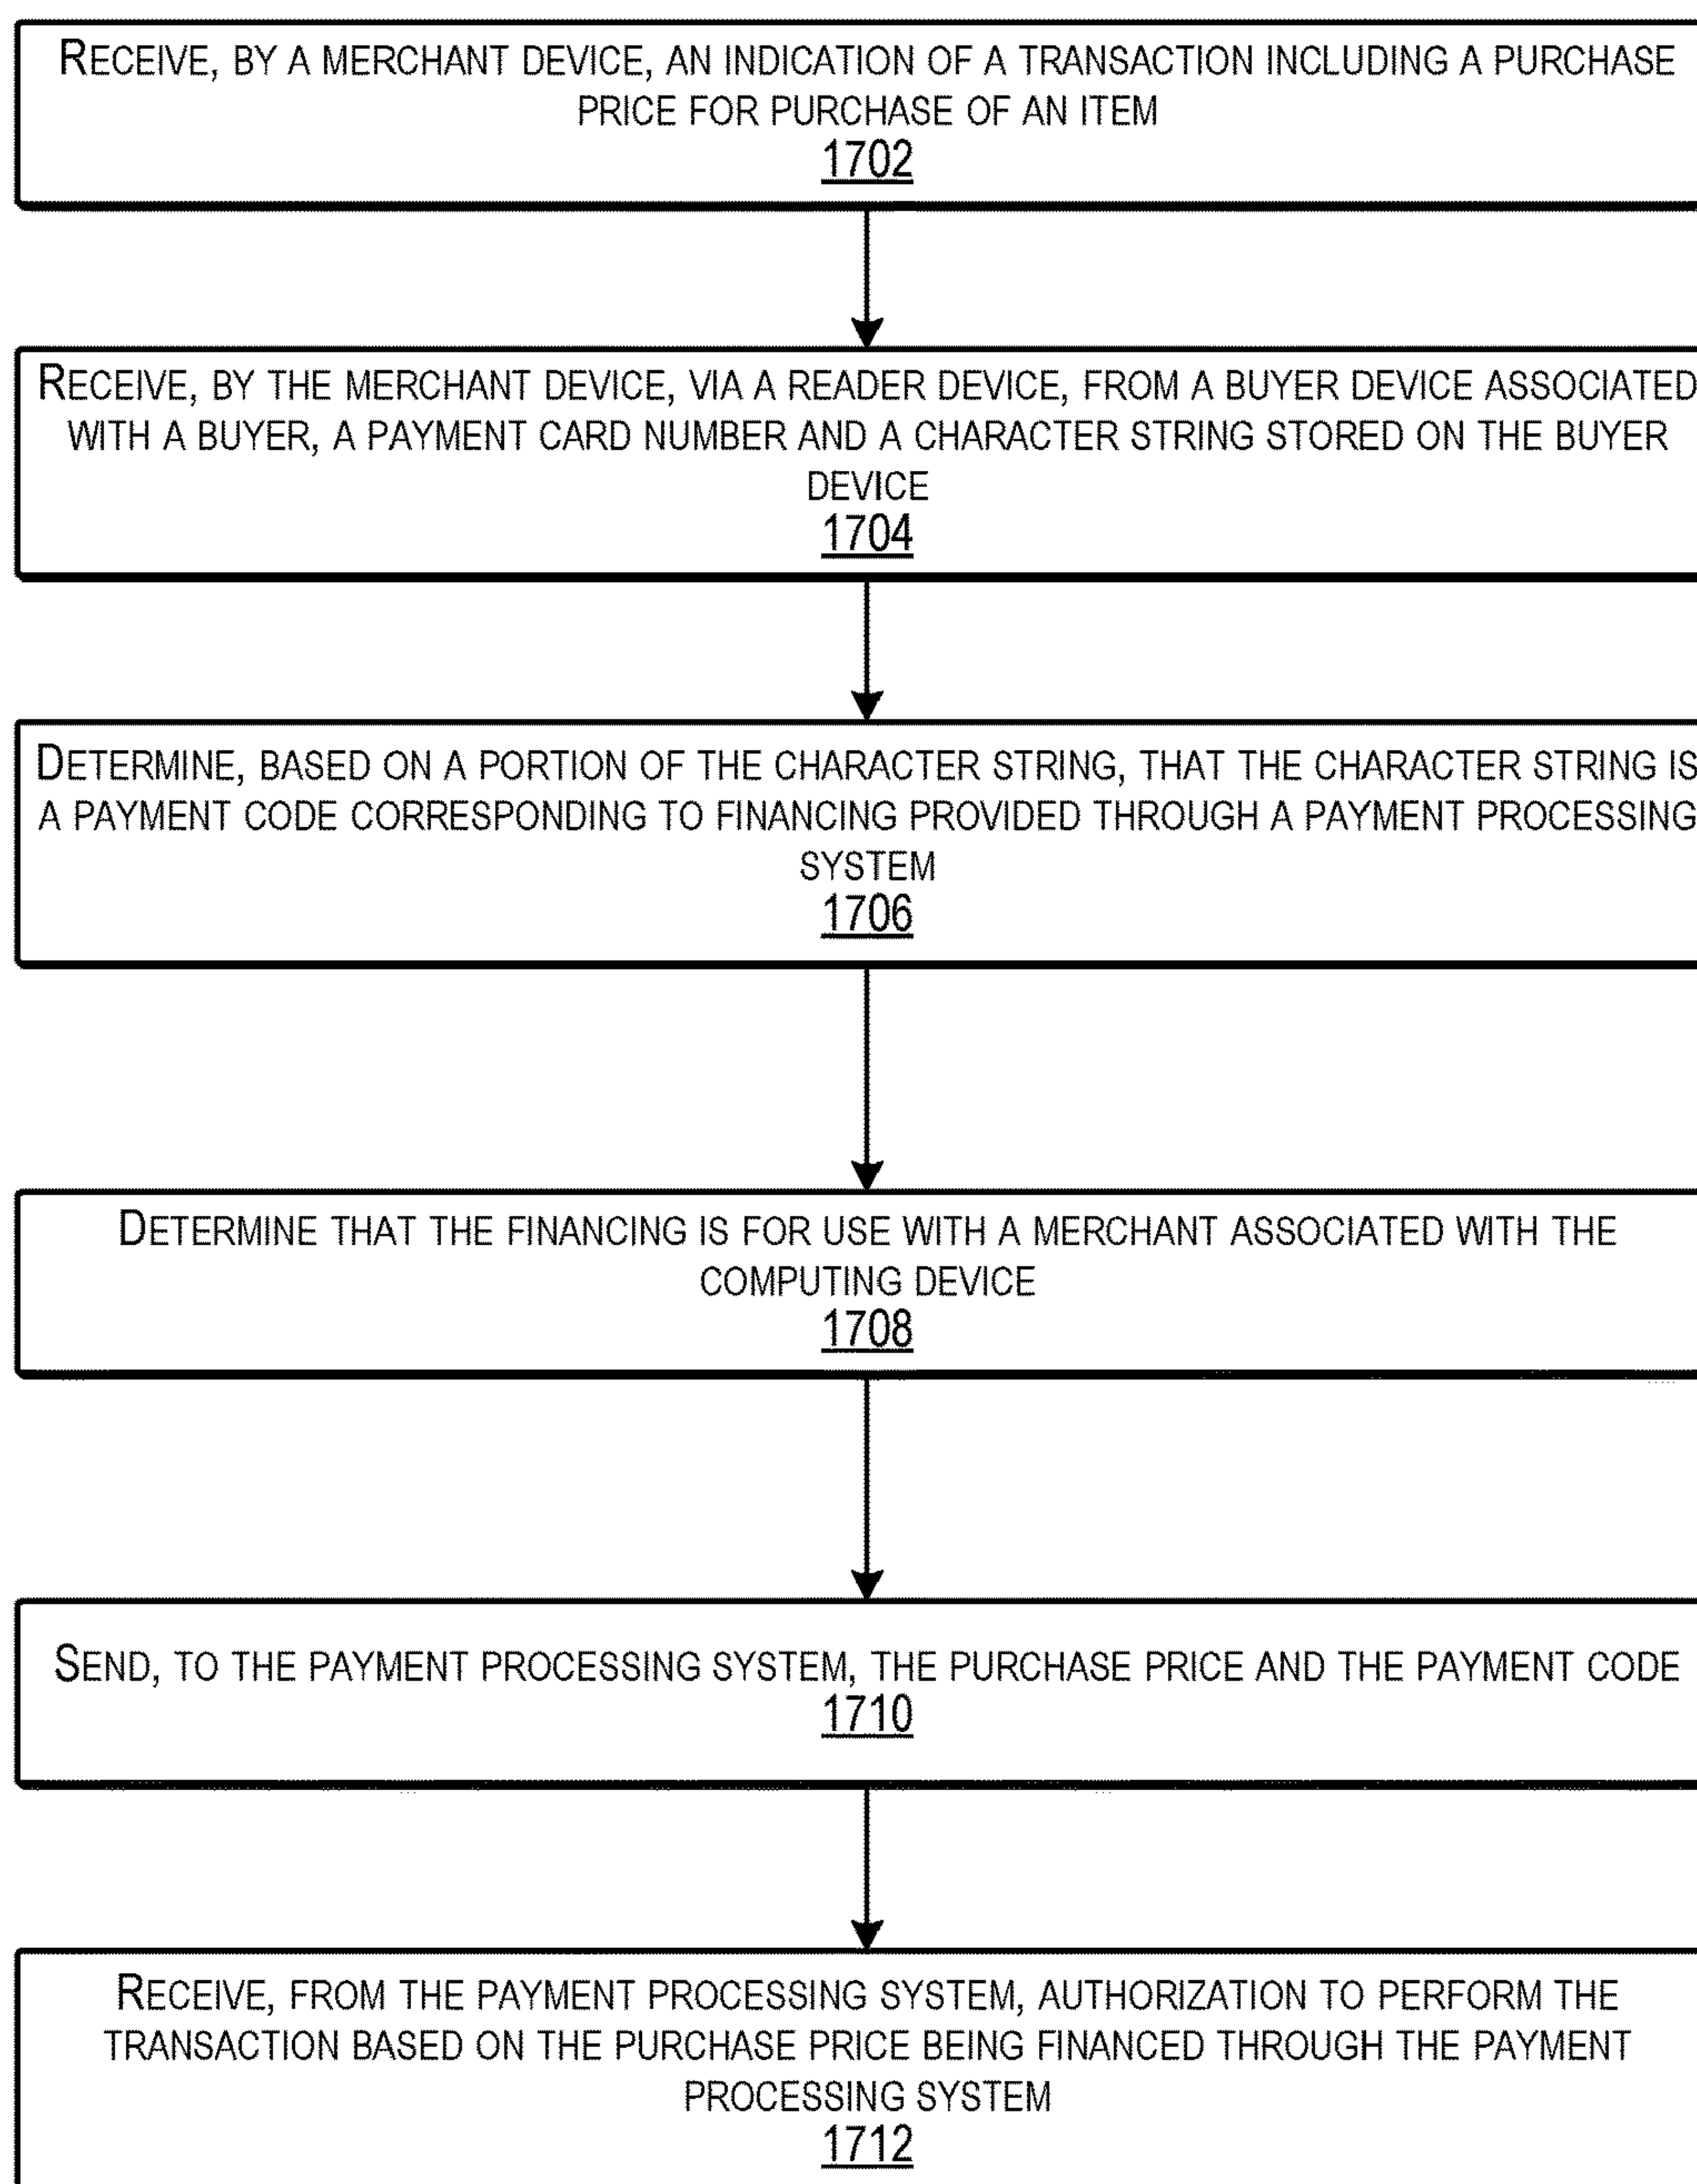 RECEIVE, BY A MERCHANT DEVICE, AN INDICATION OF A TRANSACTION INCLUDING A PURCHASE
PRICE FOR PURCHASE OF AN ITEM
1702
RECEIVE, BY THE MERCHANT DEVICE, VIA A READER DEVICE, FROM A BUYER DEVICE ASSOCIATED
WITH A BUYER, A PAYMENT CARD NUMBER AND A CHARACTER STRING STORED ON THE BUYER
DEVICE
1704
DETERMINE, BASED ON A PORTION OF THE CHARACTER STRING, THAT THE CHARACTER STRING IS
A PAYMENT CODE CORRESPONDING TO FINANCING PROVIDED THROUGH A PAYMENT PROCESSING
SYSTEM
1706
DETERMINE THAT THE FINANCING IS FOR USE WITH A MERCHANT ASSOCIATED WITH THE
COMPUTING DEVICE
1708
SEND, TO THE PAYMENT PROCESSING SYSTEM, THE PURCHASE PRICE AND THE PAYMENT CODE
1710
RECEIVE, FROM THE PAYMENT PROCESSING SYSTEM, AUTHORIZATION TO PERFORM THE
TRANSACTION BASED ON THE PURCHASE PRICE BEING FINANCED THROUGH THE PAYMENT
PROCESSING SYSTEM
1712